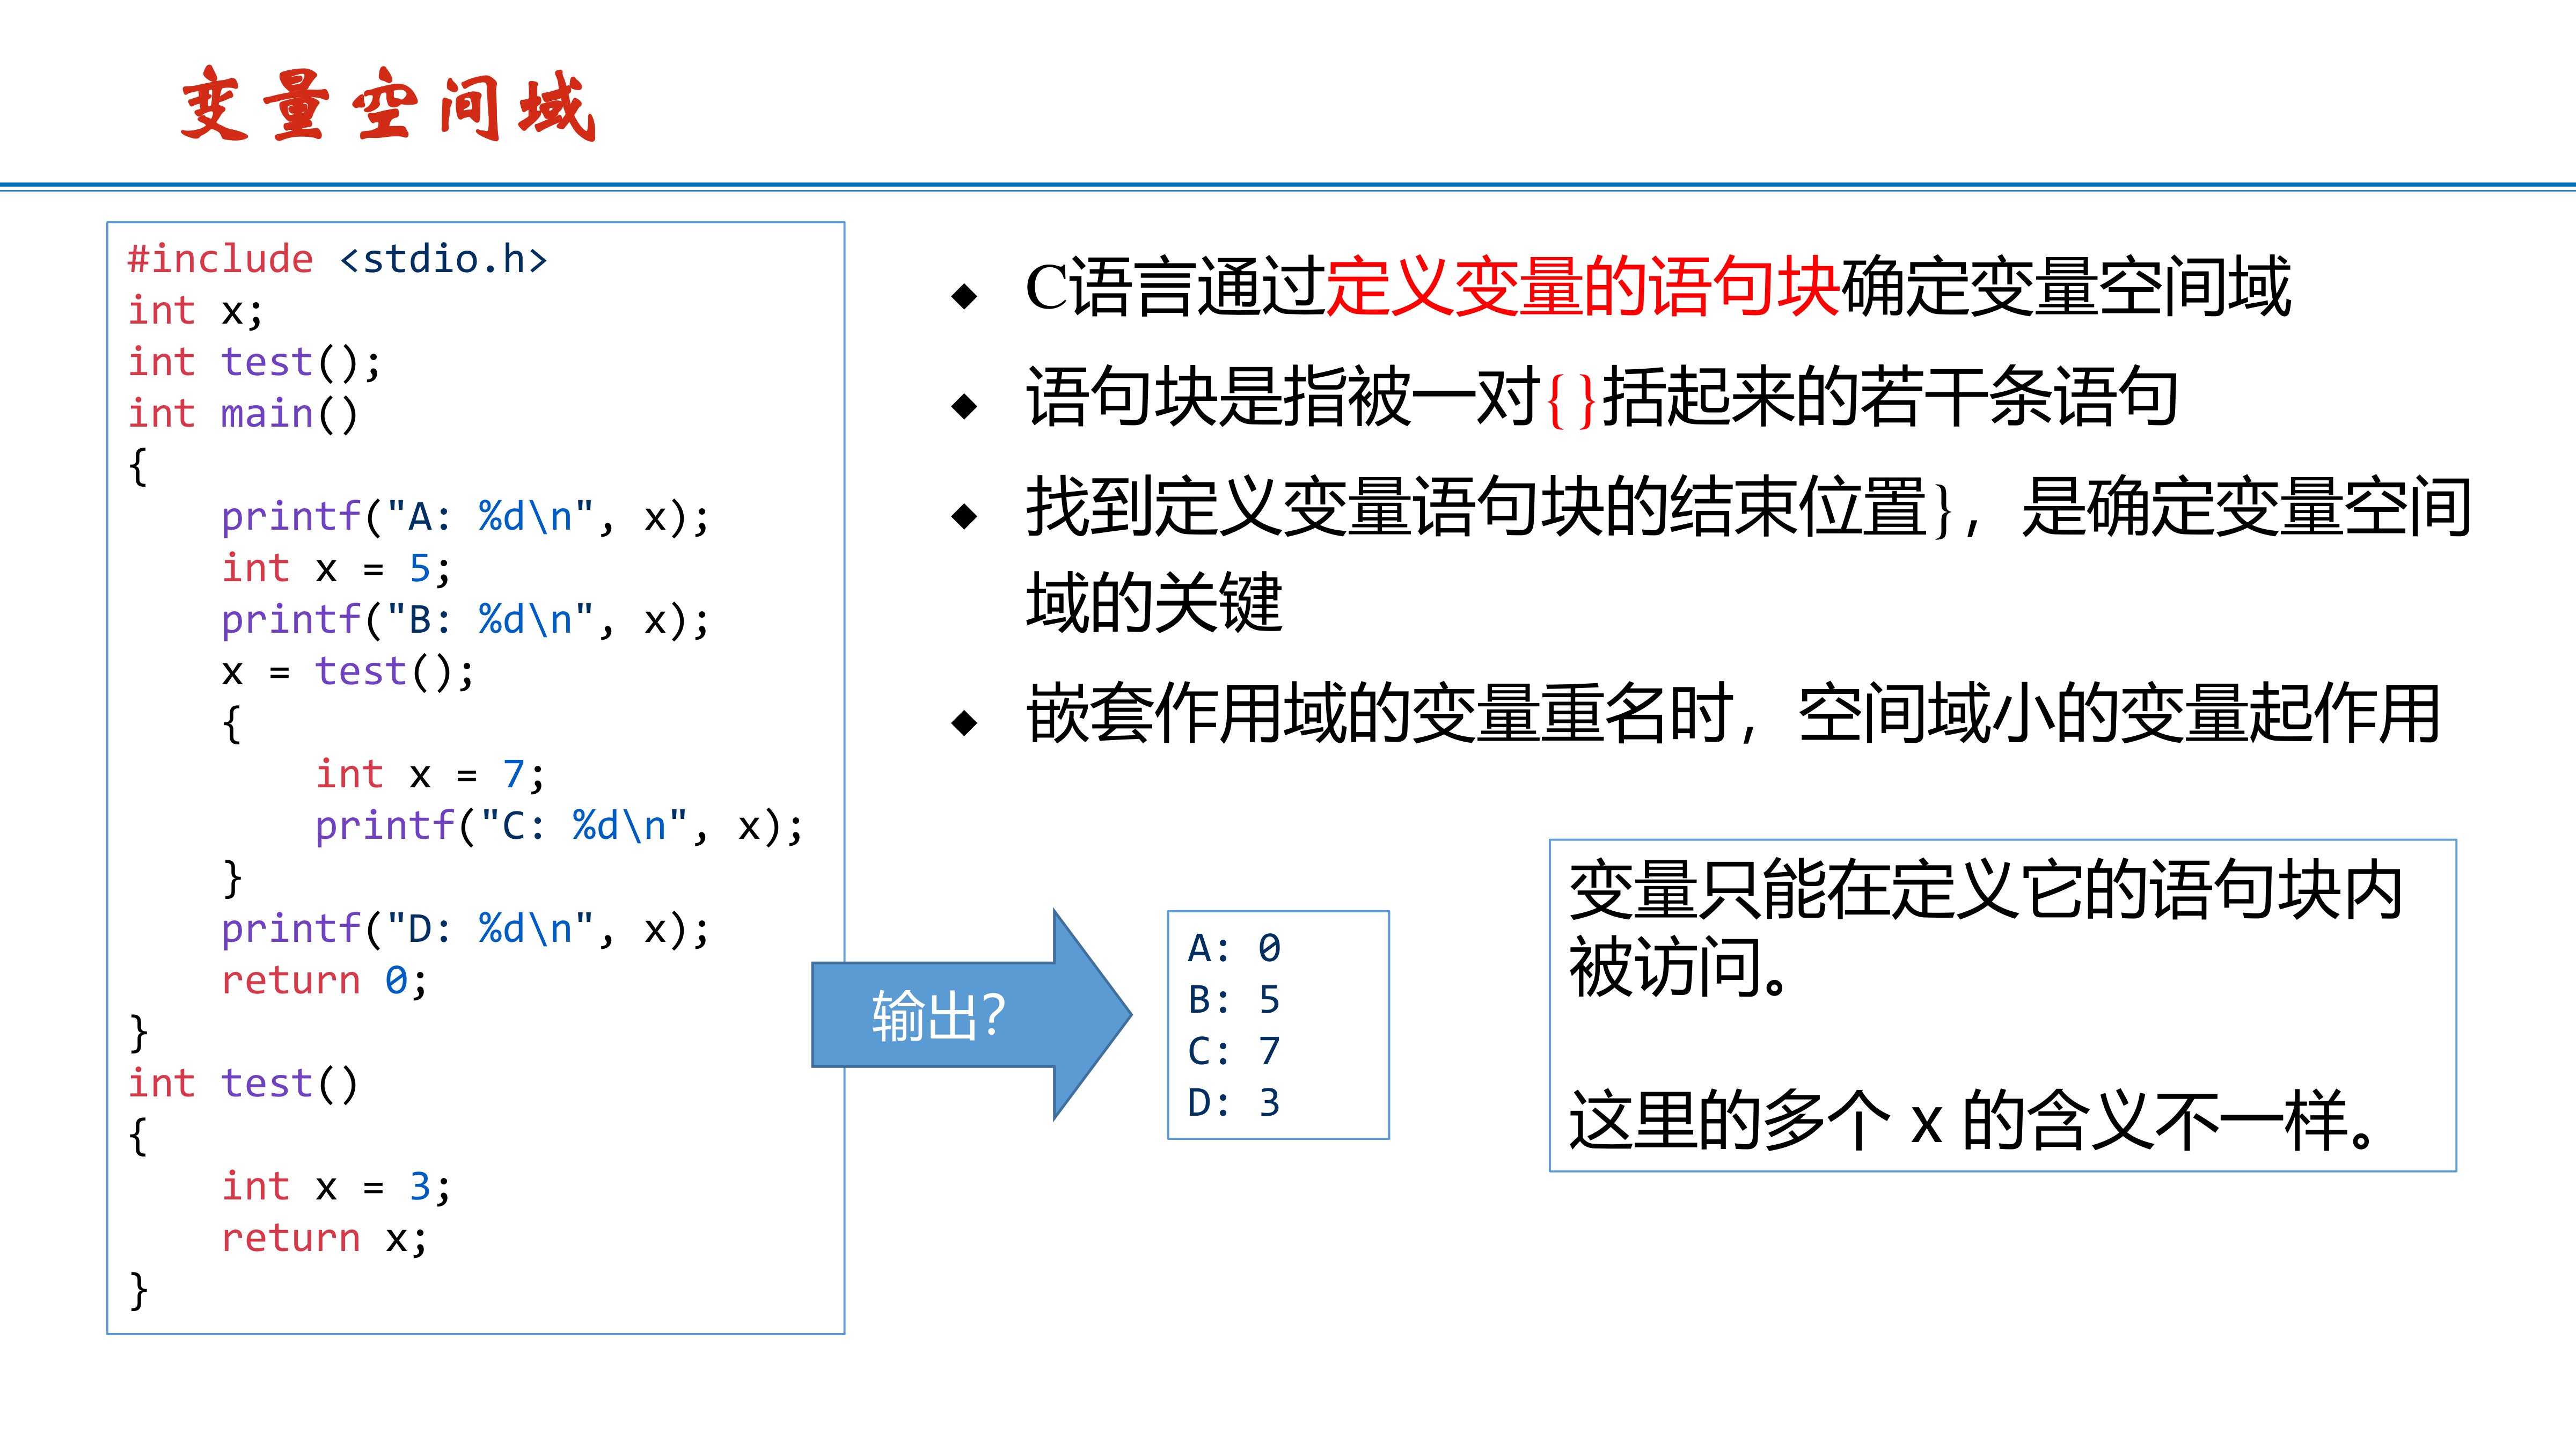 变量空间域
#include <stdio.h>
int x;
int test();
int main()
{
    printf("A: %d\n", x);
    int x = 5;
    printf("B: %d\n", x);
    x = test();
    {
        int x = 7;
        printf("C: %d\n", x);
    }
    printf("D: %d\n", x);
    return 0;
}
int test()
{
    int x = 3;
    return x;
}
◆ C语言通过定义变量的语句块确定变量空间域
◆ 语句块是指被一对{}括起来的若干条语句
◆ 找到定义变量语句块的结束位置}，是确定变量空间
域的关键
◆ 嵌套作用域的变量重名时，空间域小的变量起作用
输出？
A: 0
B: 5
C: 7
D: 3
变量只能在定义它的语句块内
被访问。
这里的多个 x 的含义不一样。